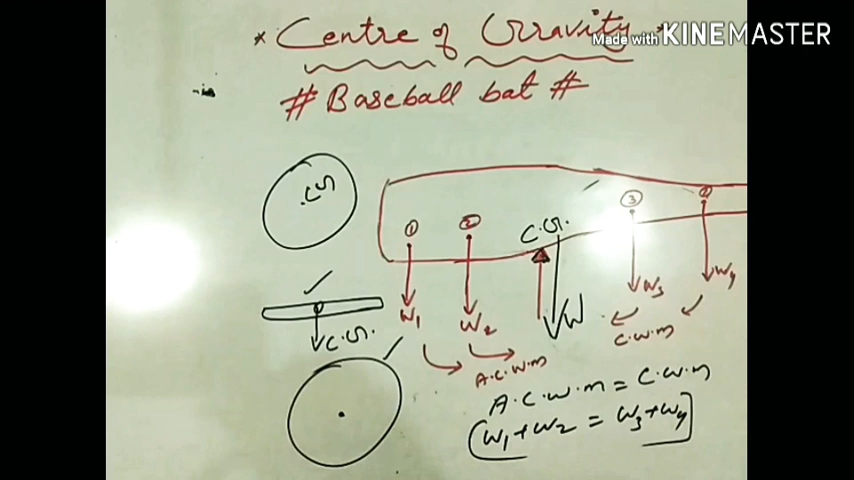 * Centre of Gravity *
Made with KINEMASTER
# Baseball bat #
C.G.
① ② C.G. ③ ④
W₁ W₂ W W₃ W₄
C.G.
A.C.W.M C.W.M
A.C.W.M = C.W.M
W₁+W₂ = W₃+W₄